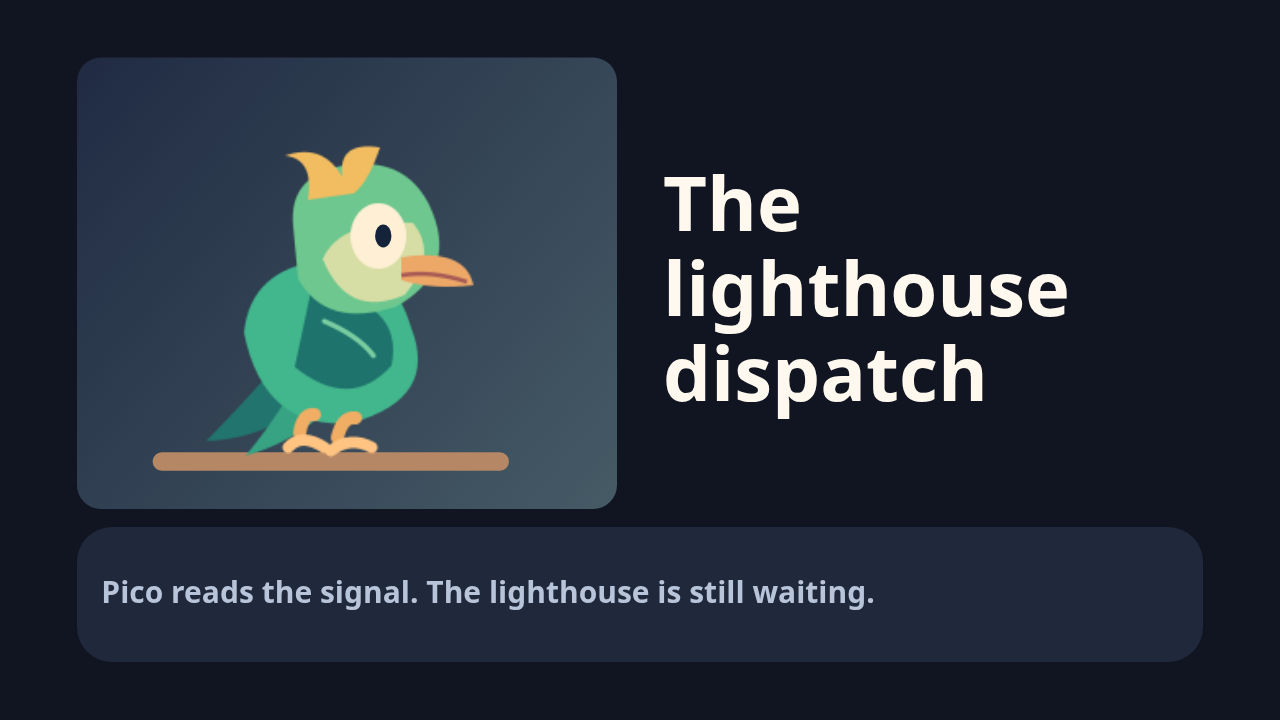 The
lighthouse
dispatch
Pico reads the signal. The lighthouse is still waiting.